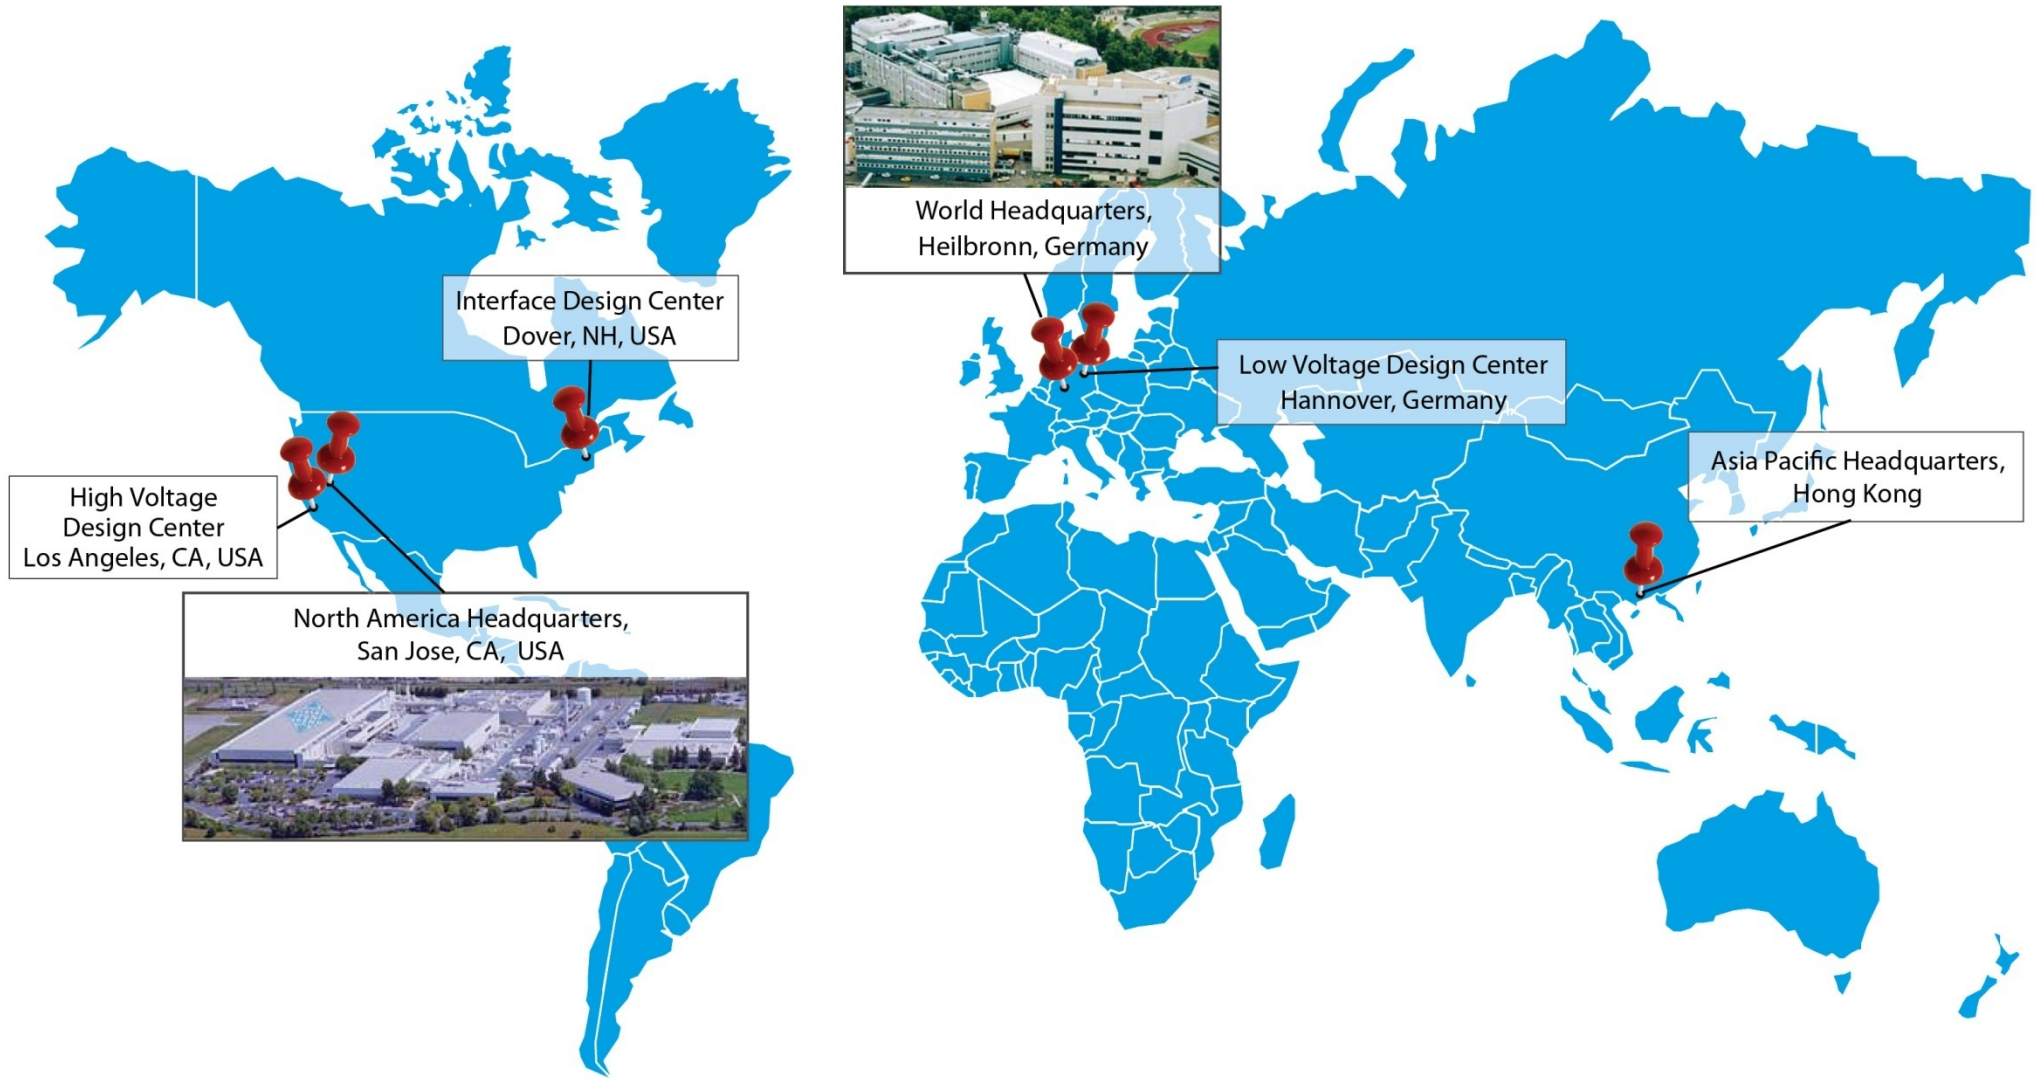 World Headquarters,
Heilbronn, Germany
Interface Design Center
Dover, NH, USA
Low Voltage Design Center
Hannover, Germany
Asia Pacific Headquarters,
Hong Kong
High Voltage
Design Center
Los Angeles, CA, USA
North America Headquarters,
San Jose, CA, USA